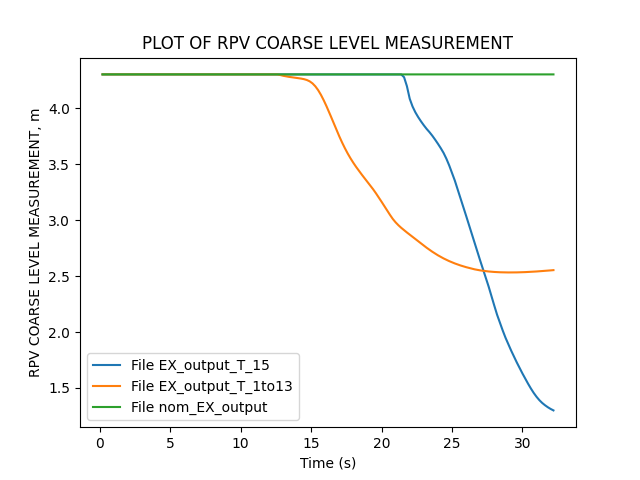 PLOT OF RPV COARSE LEVEL MEASUREMENT
RPV COARSE LEVEL MEASUREMENT, m
4.0
3.5
3.0
2.5
2.0
1.5
File EX_output_T_15
File EX_output_T_1to13
File nom_EX_output
0 5 10 15 20 25 30
Time (s)